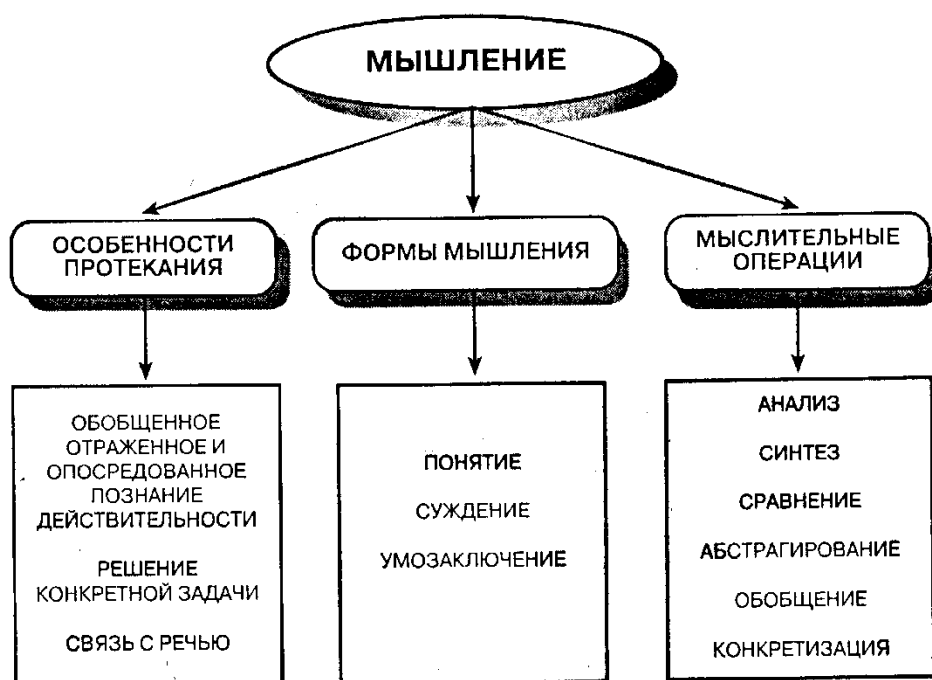 МЫШЛЕНИЕ
ОСОБЕННОСТИ
ПРОТЕКАНИЯ
ФОРМЫ МЫШЛЕНИЯ
МЫСЛИТЕЛЬНЫЕ
ОПЕРАЦИИ
ОБОБЩЕННОЕ
ОТРАЖЕННОЕ И
ОПОСРЕДОВАННОЕ
ПОЗНАНИЕ
ДЕЙСТВИТЕЛЬНОСТИ
РЕШЕНИЕ
КОНКРЕТНОЙ ЗАДАЧИ
СВЯЗЬ С РЕЧЬЮ
ПОНЯТИЕ
СУЖДЕНИЕ
УМОЗАКЛЮЧЕНИЕ
АНАЛИЗ
СИНТЕЗ
СРАВНЕНИЕ
АБСТРАГИРОВАНИЕ
ОБОБЩЕНИЕ
КОНКРЕТИЗАЦИЯ